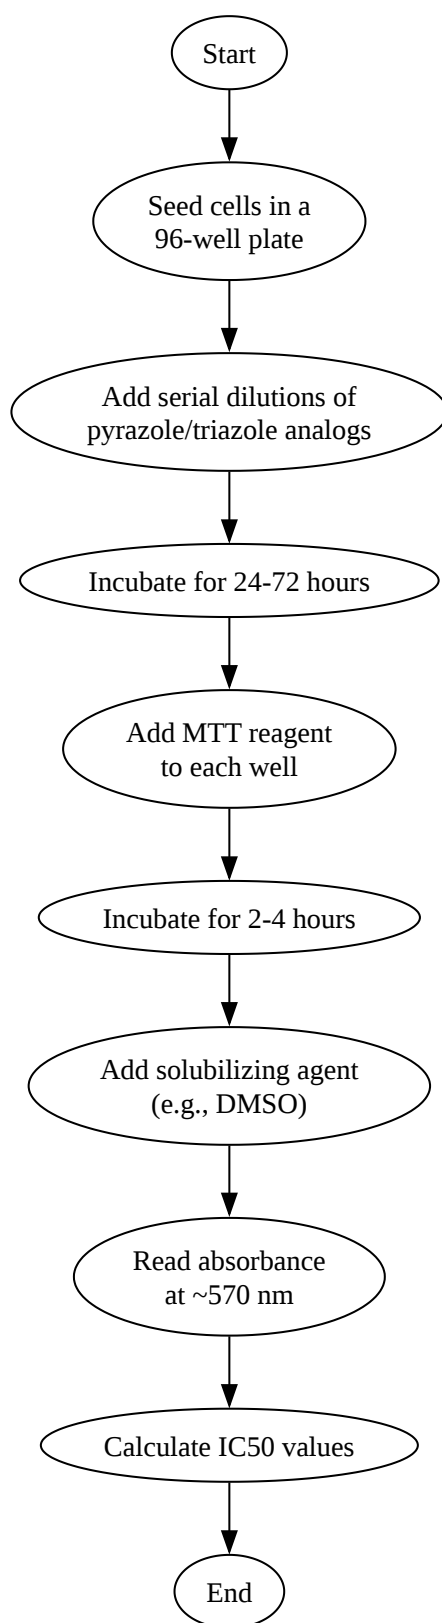 Start
Seed cells in a
96-well plate
Add serial dilutions of
pyrazole/triazole analogs
Incubate for 24-72 hours
Add MTT reagent
to each well
Incubate for 2-4 hours
Add solubilizing agent
(e.g., DMSO)
Read absorbance
at ~570 nm
Calculate IC50 values
End